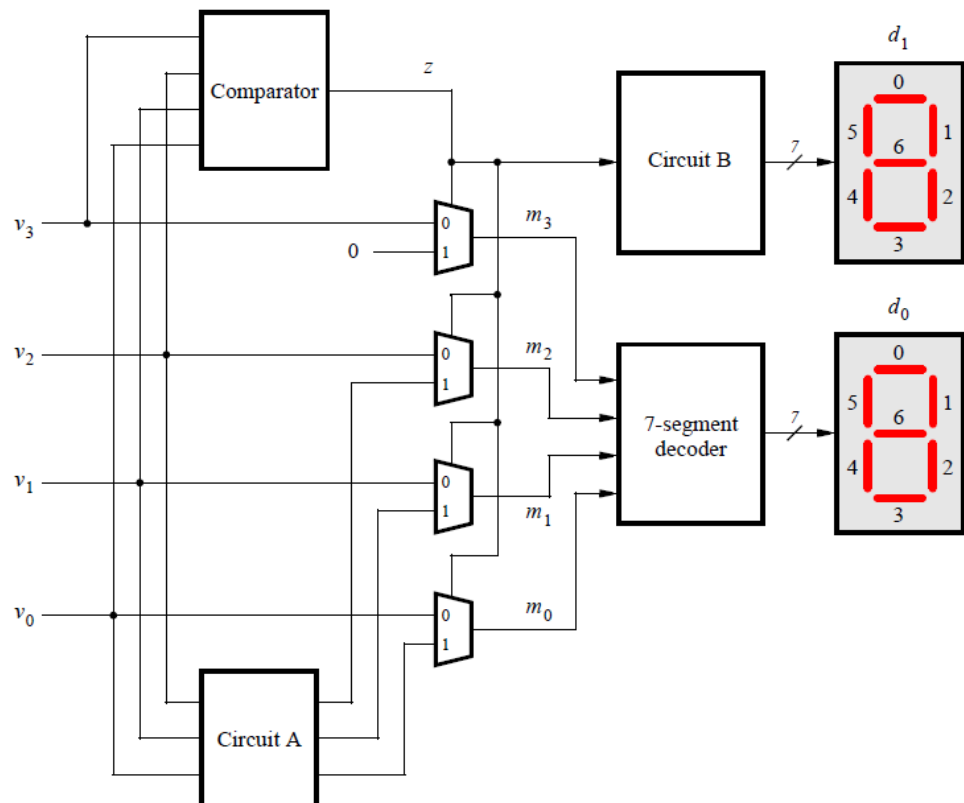 d1
0
z
5 1
Comparator
6
7
Circuit B
4 2
v3
0
m3
0 1
3
d0
0
v2
0
m2
1
5 1
7-segment
decoder
7
6
v1
0
4 2
1
m1
3
v0
0
m0
1
Circuit A